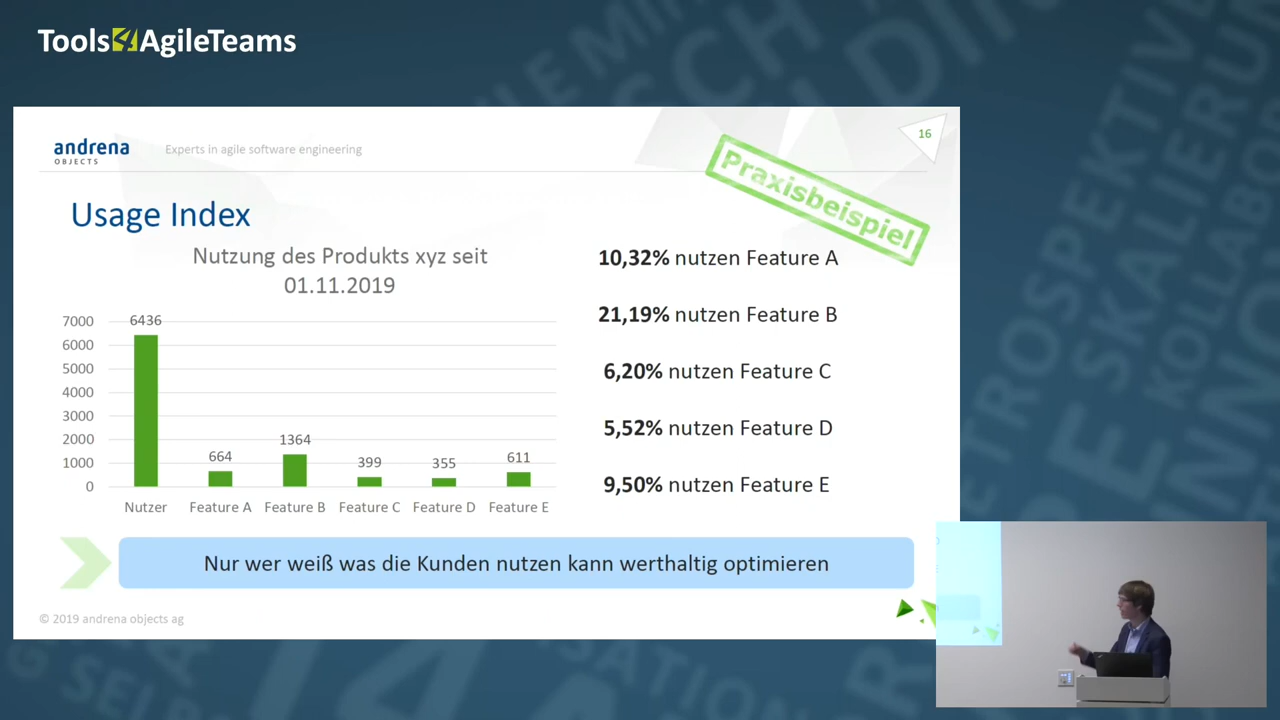 Tools4AgileTeams
andrena
OBJECTS
Experts in agile software engineering
16
Praxisbeispiel
Usage Index
Nutzung des Produkts xyz seit
01.11.2019
7000
6000
5000
4000
3000
2000
1000
0
6436
664
1364
399
355
611
Nutzer
Feature A
Feature B
Feature C
Feature D
Feature E
10,32% nutzen Feature A
21,19% nutzen Feature B
6,20% nutzen Feature C
5,52% nutzen Feature D
9,50% nutzen Feature E
Nur wer weiß was die Kunden nutzen kann werthaltig optimieren
© 2019 andrena objects ag